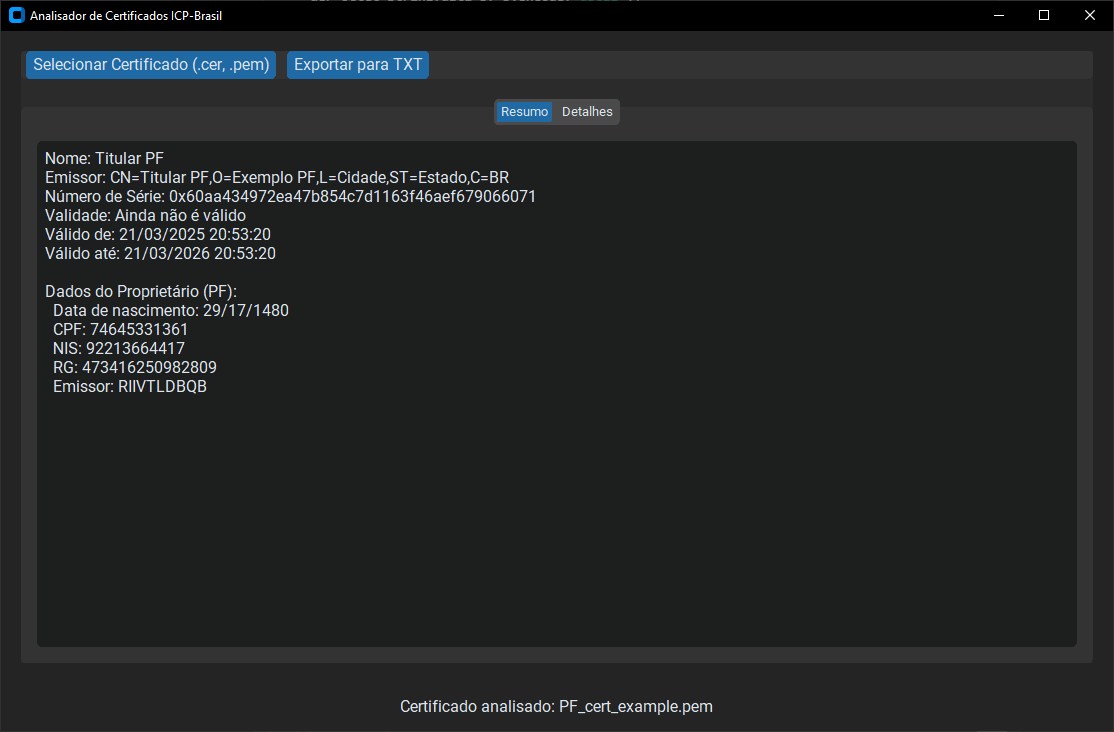 Analisador de Certificados ICP-Brasil
Selecionar Certificado (.cer, .pem)
Exportar para TXT
Resumo
Detalhes
Nome: Titular PF
Emissor: CN=Titular PF,O=Exemplo PF,L=Cidade,ST=Estado,C=BR
Número de Série: 0x60aa434972ea47b854c7d1163f46aef679066071
Validade: Ainda não é válido
Válido de: 21/03/2025 20:53:20
Válido até: 21/03/2026 20:53:20
Dados do Proprietário (PF):
Data de nascimento: 29/17/1480
CPF: 74645331361
NIS: 92213664417
RG: 473416250982809
Emissor: RIIVTLDBQB
Certificado analisado: PF_cert_example.pem